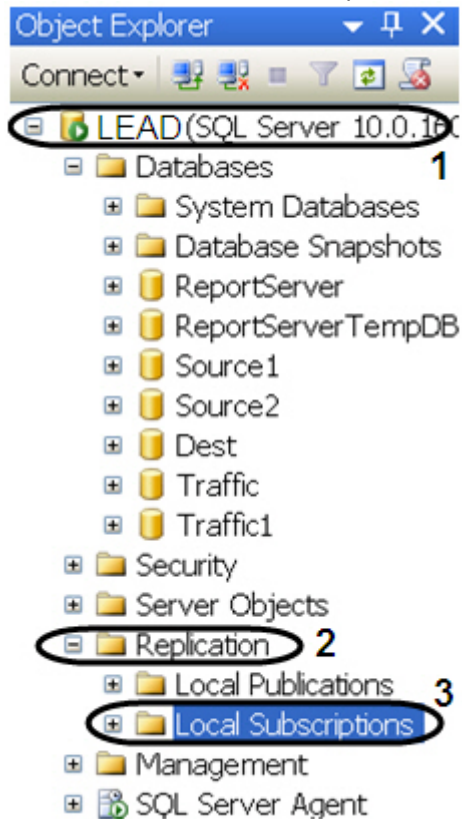 Object Explorer
Connect
LEAD(SQL Server 10.0.160
1
Databases
System Databases
Database Snapshots
ReportServer
ReportServerTempDB
Source1
Source2
Dest
Traffic
Traffic1
Security
Server Objects
Replication 2
Local Publications
3
Local Subscriptions
Management
SQL Server Agent